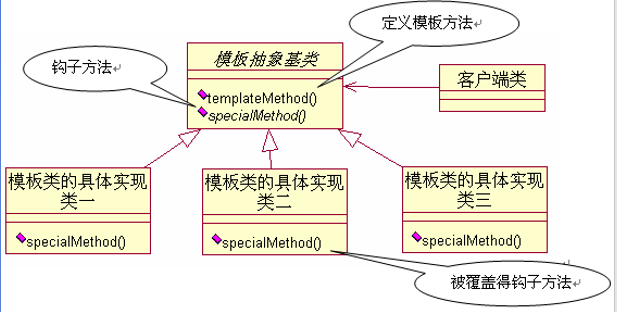 定义模板方法
模板抽象基类
钩子方法
客户端类
templateMethod()
specialMethod()
模板类的具体实现
类一
模板类的具体实现
类二
模板类的具体实现
类三
specialMethod()
specialMethod()
specialMethod()
被覆盖得钩子方法